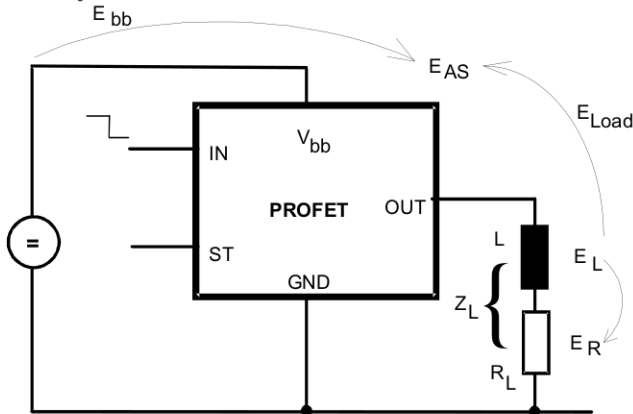 E bb
E AS
E Load
V bb
IN
PROFET
OUT
ST
GND
=
L
E L
Z L
{
E R
R L